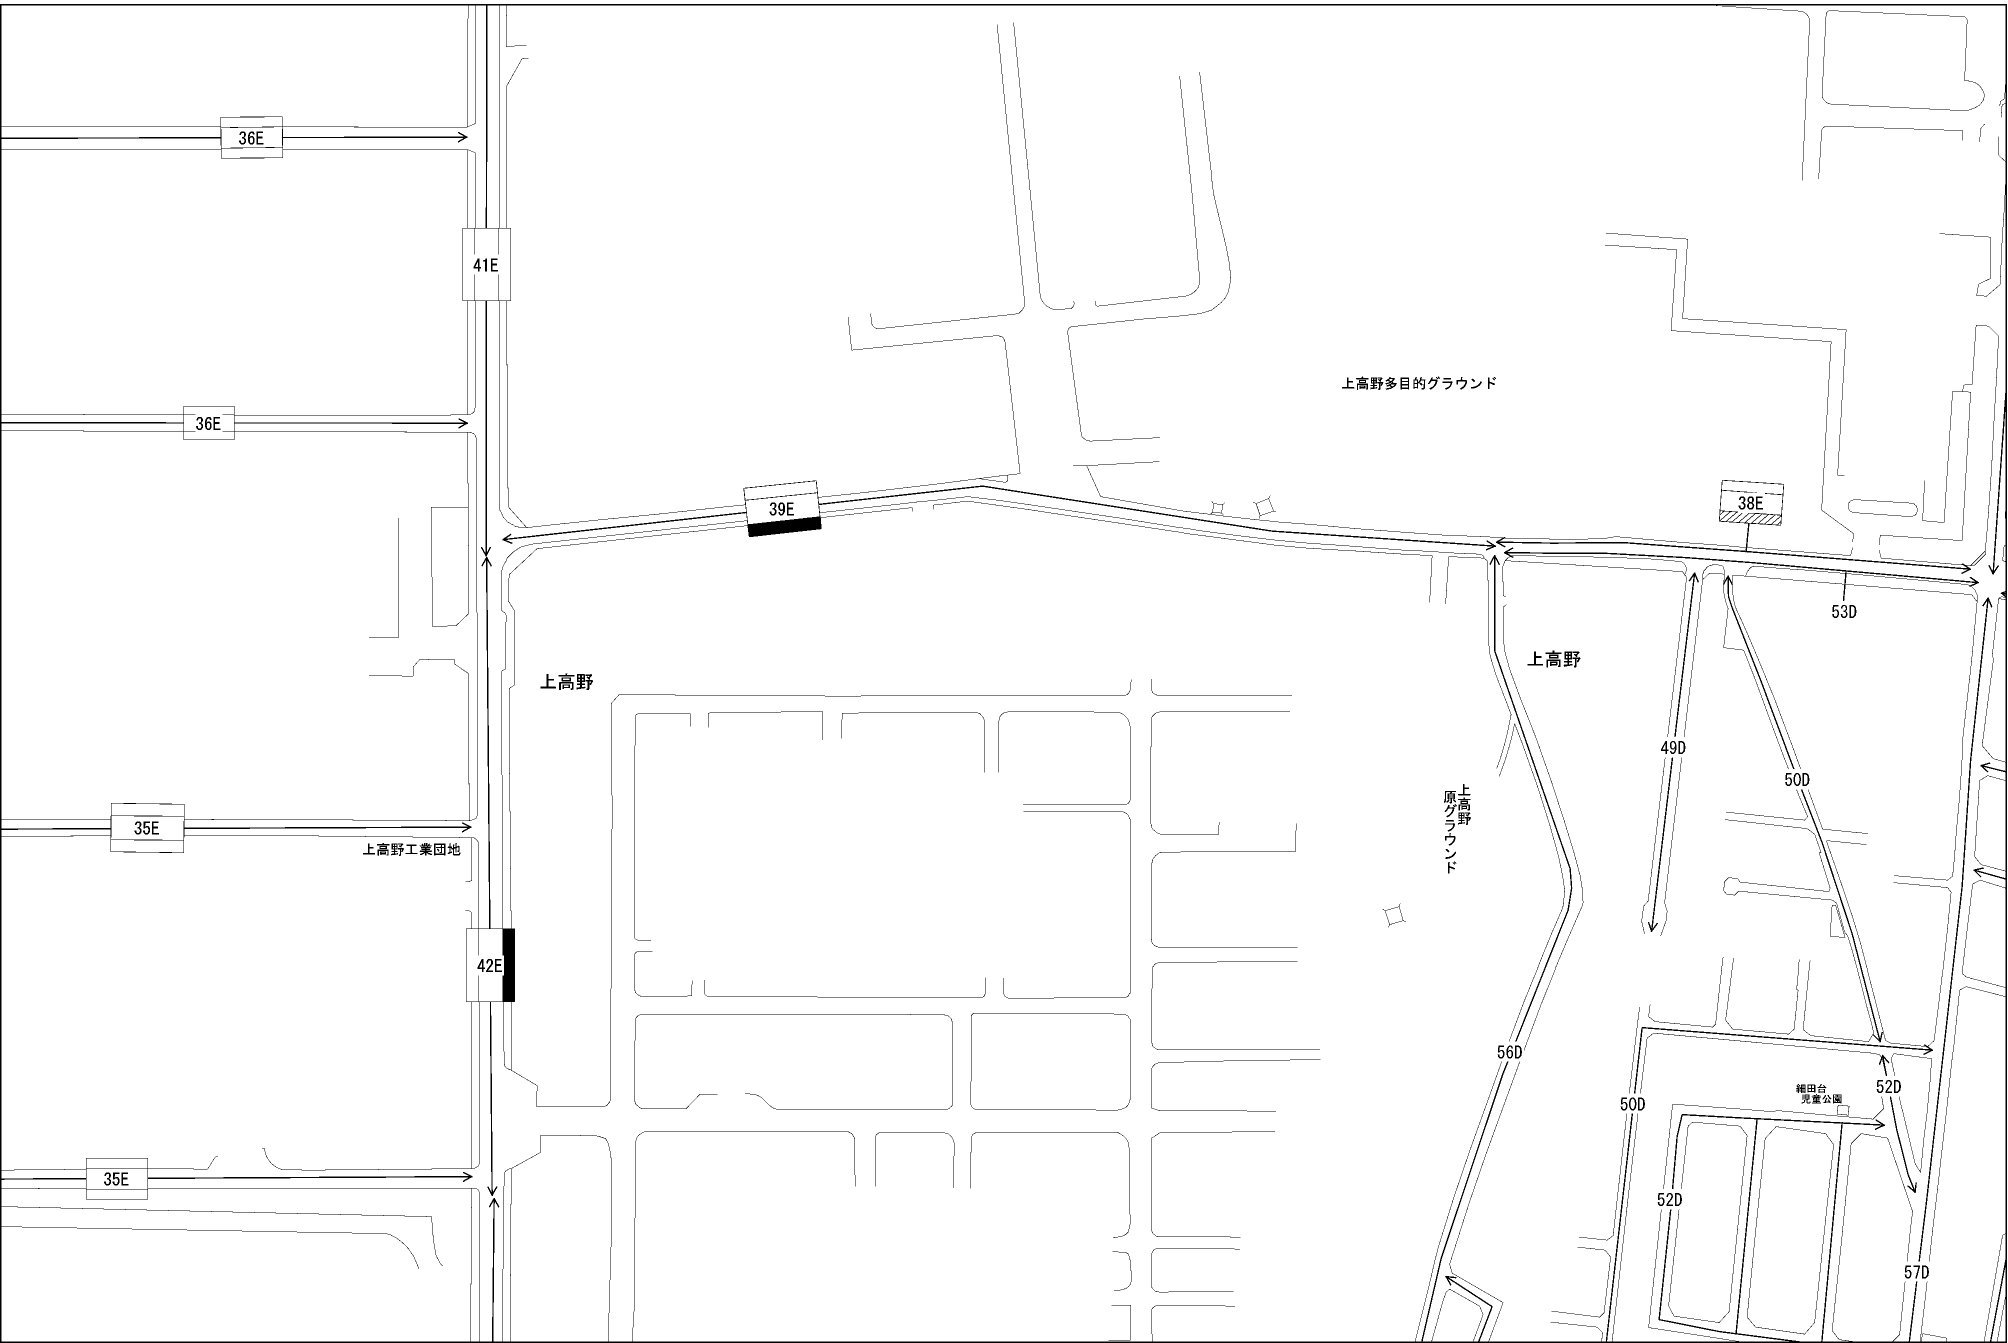 36E
41E
上高野多目的グラウンド
36E
39E
38E
53D
上高野
上高野
49D
50D
上高野
原グラウンド
35E
上高野工業団地
42E
56D
細田台
児童公園
52D
50D
35E
52D
57D